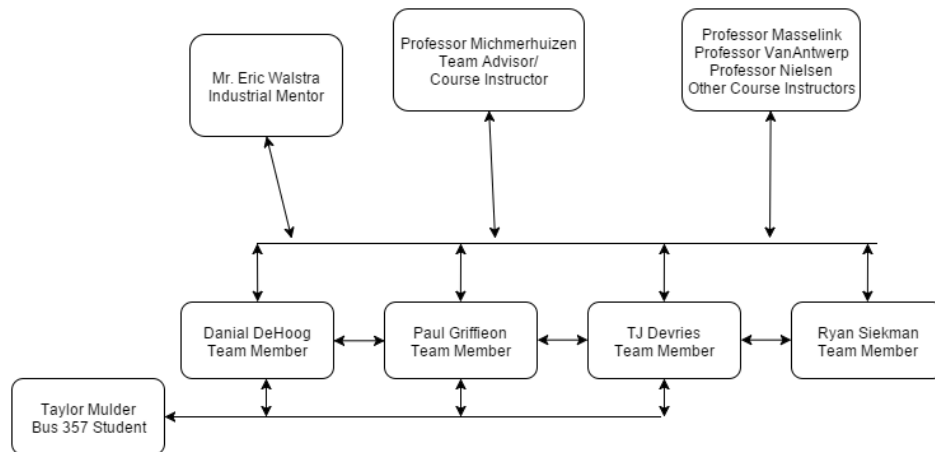 Mr. Eric Walstra
Industrial Mentor
Professor Michmerhuizen
Team Advisor/
Course Instructor
Professor Masselink
Professor VanAntwerp
Professor Nielsen
Other Course Instructors
Danial DeHoog
Team Member
Paul Griffieon
Team Member
TJ Devries
Team Member
Ryan Siekman
Team Member
Taylor Mulder
Bus 357 Student